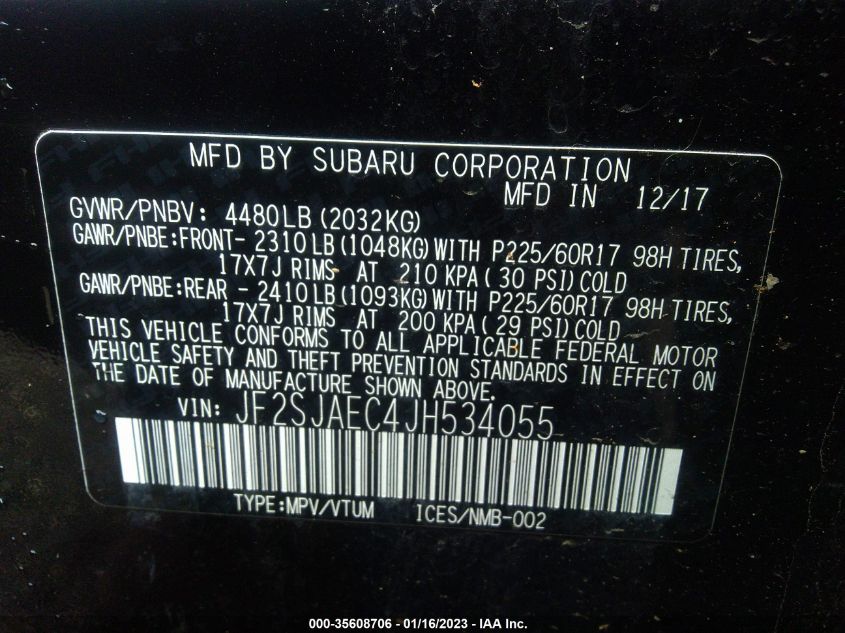 MFD BY SUBARU CORPORATION
MFD IN 12/17
GVWR/PNBV: 4480LB(2032KG)
GAWR/PNBE:FRONT- 2310LB(1048KG)WITH P225/60R17 98H TIRES,
17X7J RIMS AT 210 KPA(30 PSI)COLD
GAWR/PNBE:REAR - 2410LB(1093KG)WITH P225/60R17 98H TIRES,
17X7J RIMS AT 200 KPA(29 PSI)COLD
THIS VEHICLE CONFORMS TO ALL APPLICABLE FEDERAL MOTOR
VEHICLE SAFETY AND THEFT PREVENTION STANDARDS IN EFFECT ON
THE DATE OF MANUFACTURE SHOWN ABOVE.
VIN: JF2SJAEC4JH534055
TYPE:MPV/VTUM ICES/NMB-002
000-35608706 - 01/16/2023 - IAA Inc.